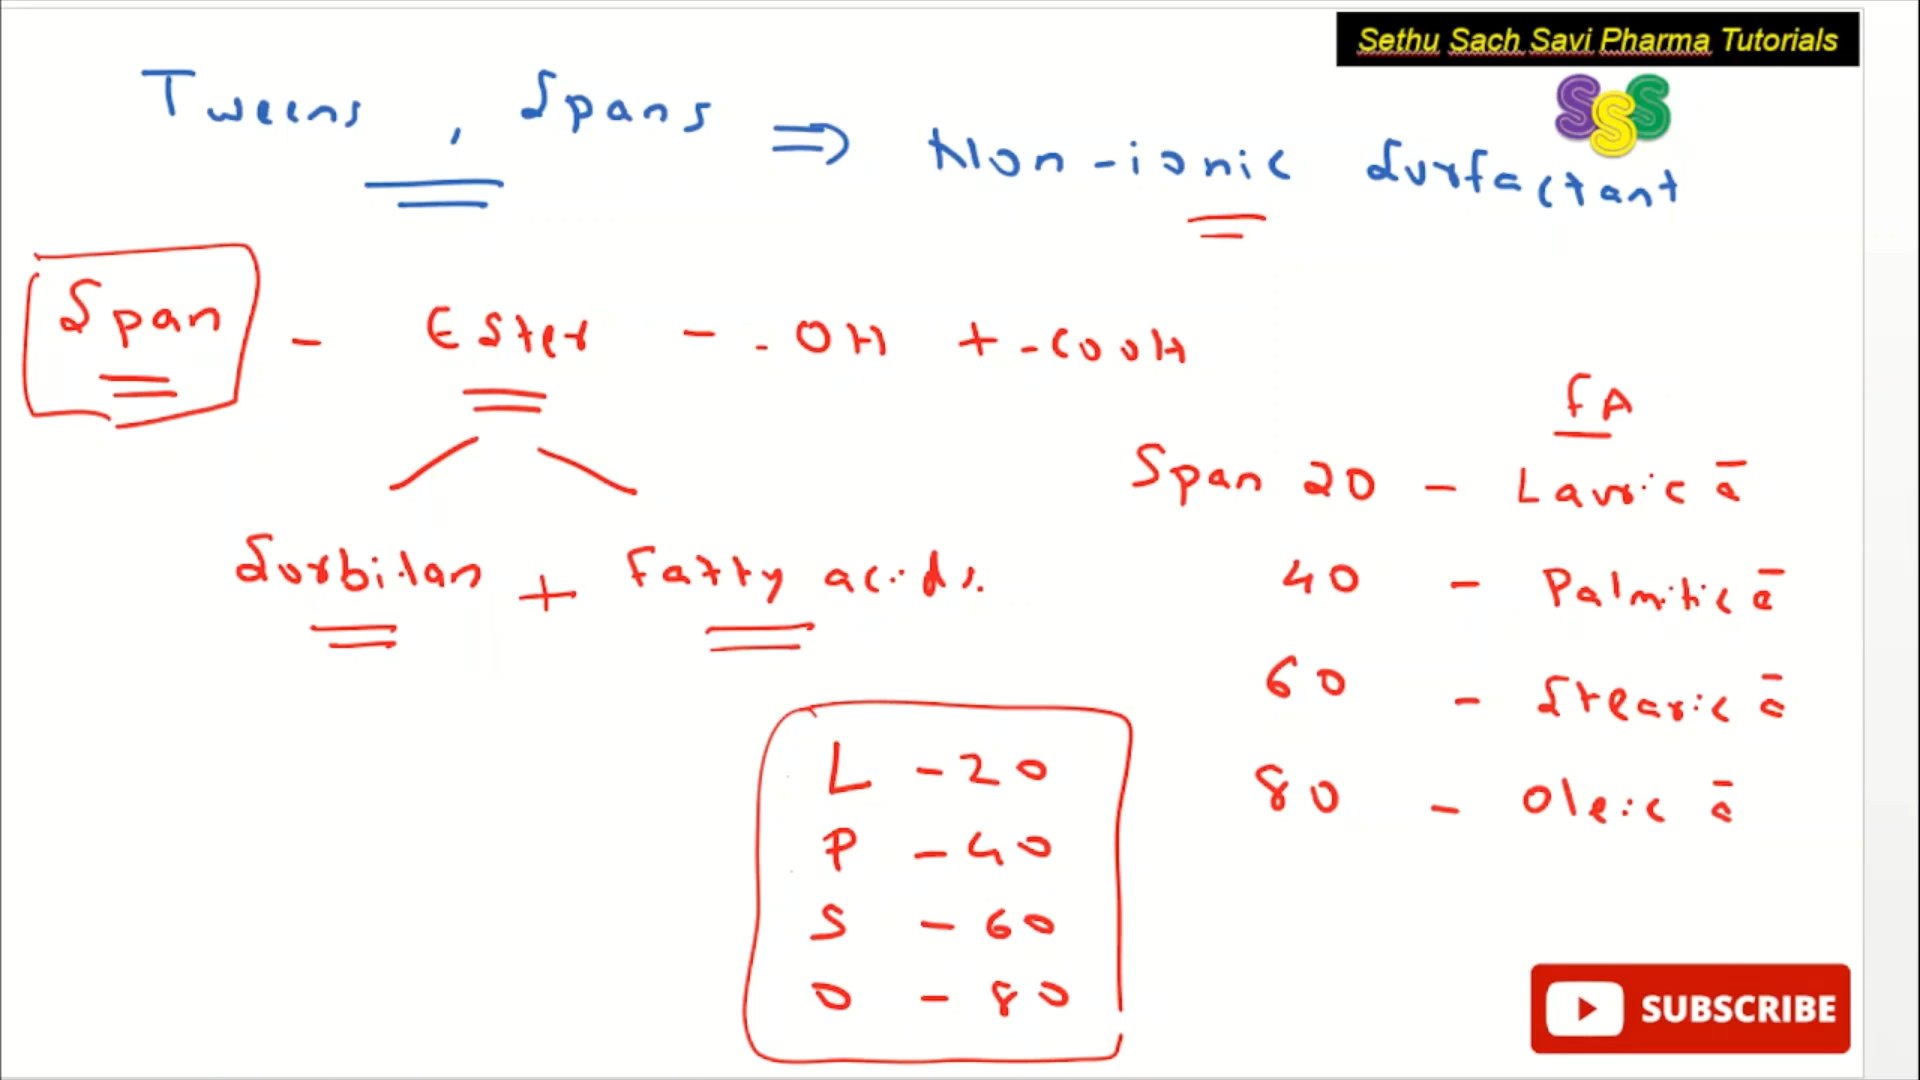 Sethu Sach Savi Pharma Tutorials
SSS
Tweens , Spans ⇒ Non-ionic Surfactant
Span - Ester - -OH + -COOH
Sorbitan + Fatty acids.
FA
Span 20 - Lauric ā
40 - Palmitic ā
60 - Stearic ā
80 - Oleic ā
L - 20
P - 40
S - 60
O - 80
SUBSCRIBE